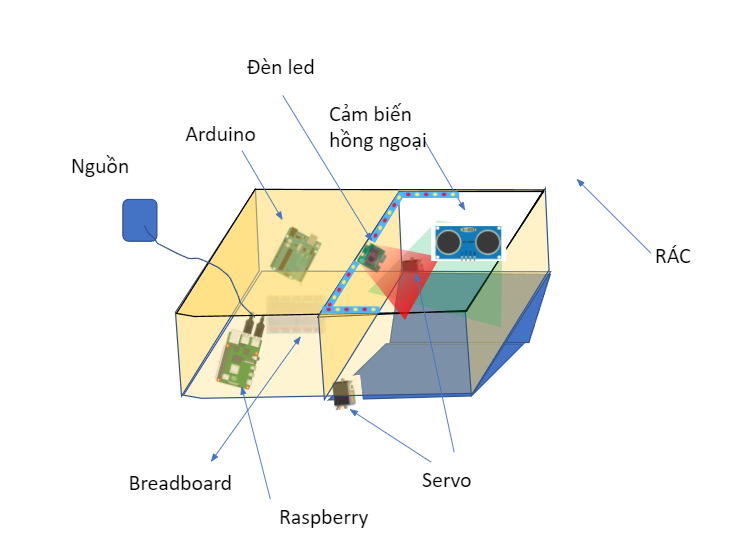 Đèn led
Cảm biến
hồng ngoại
Arduino
Nguồn
RÁC
Servo
Breadboard
Raspberry